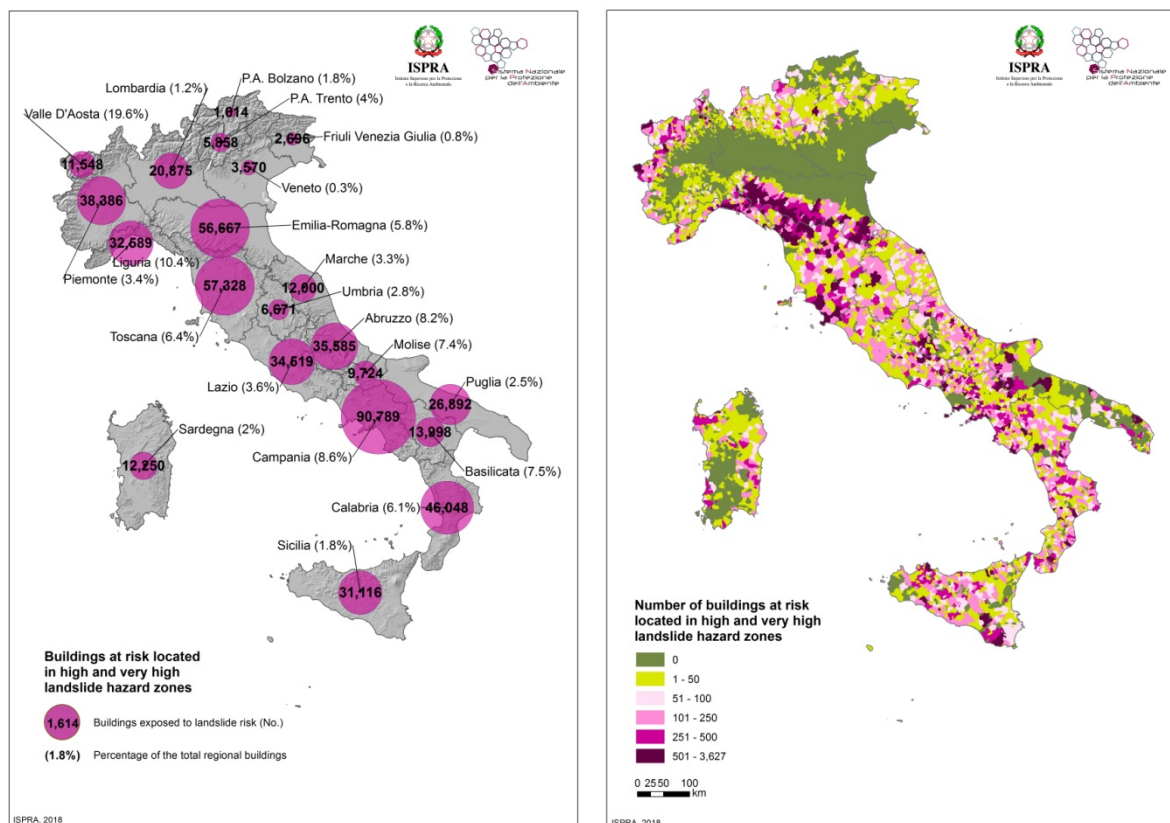 ISPRA
Istituto Superiore per la Protezione
e la Ricerca Ambientale
Sistema Nazionale
per la Protezione
dell'Ambiente
P.A. Bolzano (1.8%)
Lombardia (1.2%)
P.A. Trento (4%)
Valle D'Aosta (19.6%)
1,614
5,858
2,696
Friuli Venezia Giulia (0.8%)
11,548
20,875
3,570
Veneto (0.3%)
38,386
56,667
Emilia-Romagna (5.8%)
32,589
Liguria (10.4%)
Marche (3.3%)
Piemonte (3.4%)
57,328
12,000
Umbria (2.8%)
6,671
Abruzzo (8.2%)
Toscana (6.4%)
35,585
Molise (7.4%)
34,519
9,724
Lazio (3.6%)
Puglia (2.5%)
26,892
90,789
Sardegna (2%)
13,998
12,250
Campania (8.6%)
Basilicata (7.5%)
Calabria (6.1%)
46,048
Sicilia (1.8%)
31,116
Buildings at risk located
in high and very high
landslide hazard zones
1,614 Buildings exposed to landslide risk (No.)
(1.8%) Percentage of the total regional buildings
ISPRA, 2018
ISPRA
Istituto Superiore per la Protezione
e la Ricerca Ambientale
Sistema Nazionale
per la Protezione
dell'Ambiente
Number of buildings at risk
located in high and very high
landslide hazard zones
0
1 - 50
51 - 100
101 - 250
251 - 500
501 - 3,627
0 25 50 100
km
ISPRA, 2018